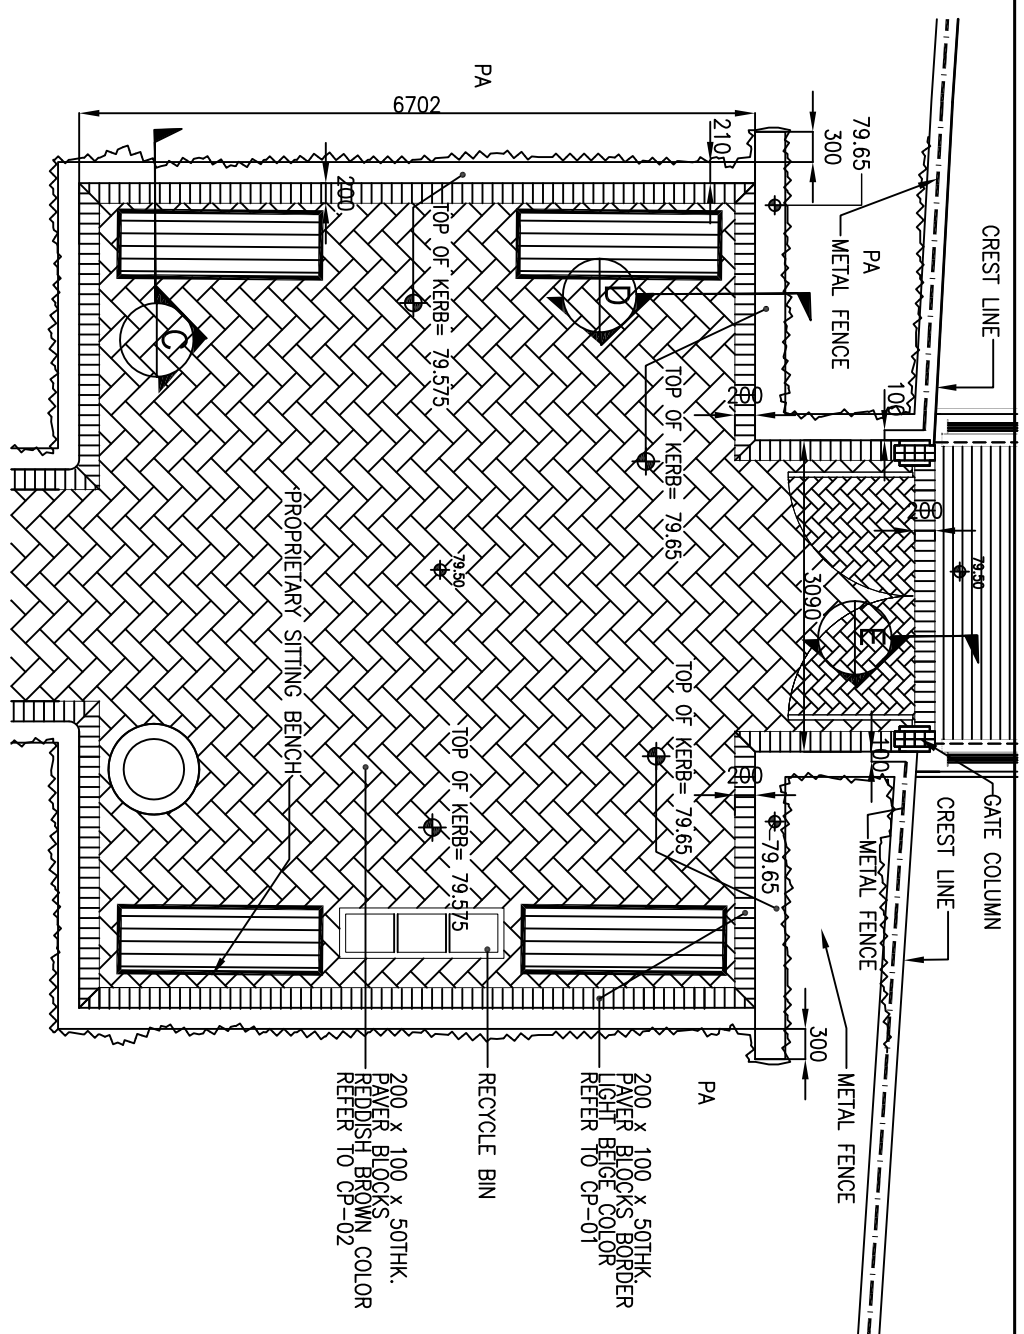 PA
6702
210
300
79.65
PA
METAL FENCE
CREST LINE
200
TOP OF KERB= 79.575
D
C
TOP OF KERB= 79.65
200
100
200
79.50
79.50
3090
E
PROPRIETARY SITTING BENCH
TOP OF KERB= 79.65
TOP OF KERB= 79.575
200
100
79.65
METAL FENCE
CREST LINE
GATE COLUMN
300
METAL FENCE
PA
200 x 100 x 50THK.
PAVER BLOCKS BORDER
LIGHT BEIGE COLOR
REFER TO CP-01
RECYCLE BIN
200 x 100 x 50THK.
PAVER BLOCKS
REDDISH BROWN COLOR
REFER TO CP-02